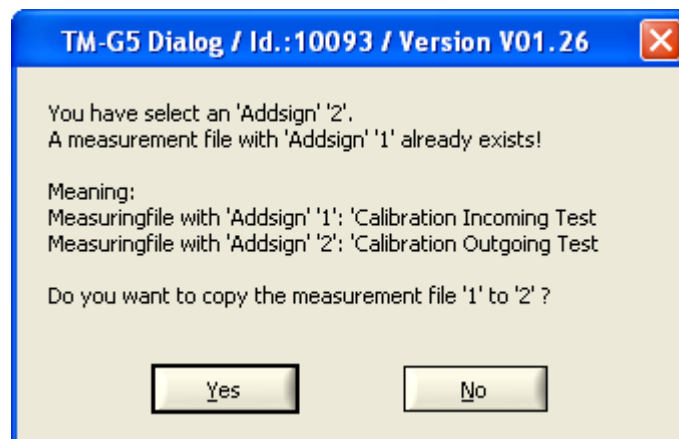 TM-G5 Dialog / Id.:10093 / Version V01.26
You have select an 'Addsign' '2'.
A measurement file with 'Addsign' '1' already exists!
Meaning:
Measuringfile with 'Addsign' '1': 'Calibration Incoming Test
Measuringfile with 'Addsign' '2': 'Calibration Outgoing Test
Do you want to copy the measurement file '1' to '2' ?
Yes No